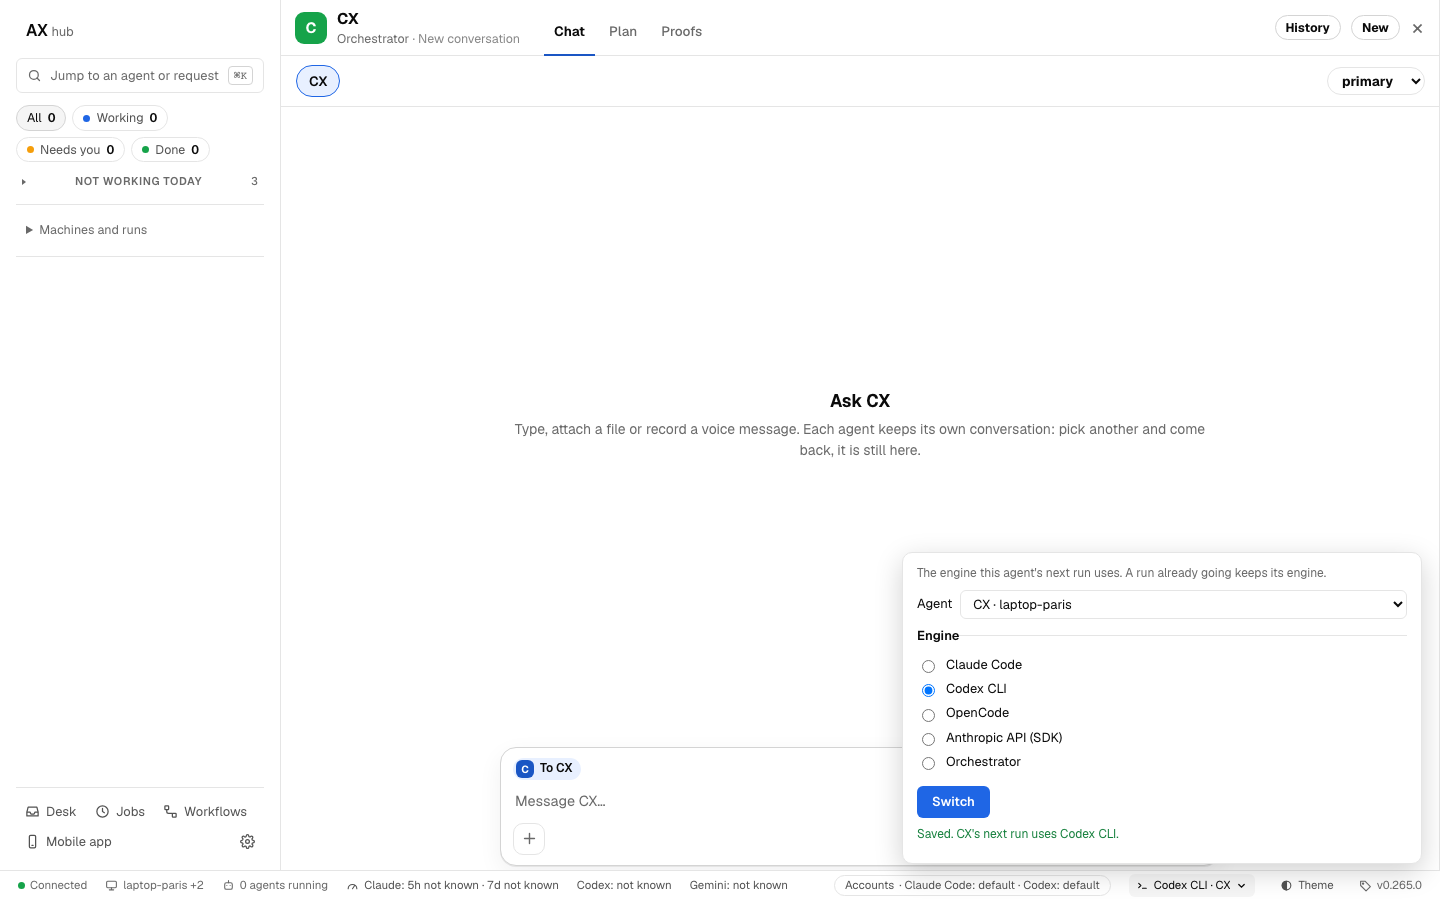 AX hub
Jump to an agent or request ⌘K
All 0
Working 0
Needs you 0
Done 0
NOT WORKING TODAY 3
Machines and runs
Desk
Jobs
Workflows
Mobile app
C
CX
Orchestrator · New conversation
Chat
Plan
Proofs
History
New
CX
primary
Ask CX
Type, attach a file or record a voice message. Each agent keeps its own conversation: pick another and come
back, it is still here.
C To CX
Message CX…
The engine this agent's next run uses. A run already going keeps its engine.
Agent CX · laptop-paris
Engine
Claude Code
Codex CLI
OpenCode
Anthropic API (SDK)
Orchestrator
Switch
Saved. CX's next run uses Codex CLI.
Connected
laptop-paris +2
0 agents running
Claude: 5h not known · 7d not known
Codex: not known
Gemini: not known
Accounts · Claude Code: default · Codex: default
Codex CLI · CX
Theme
v0.265.0